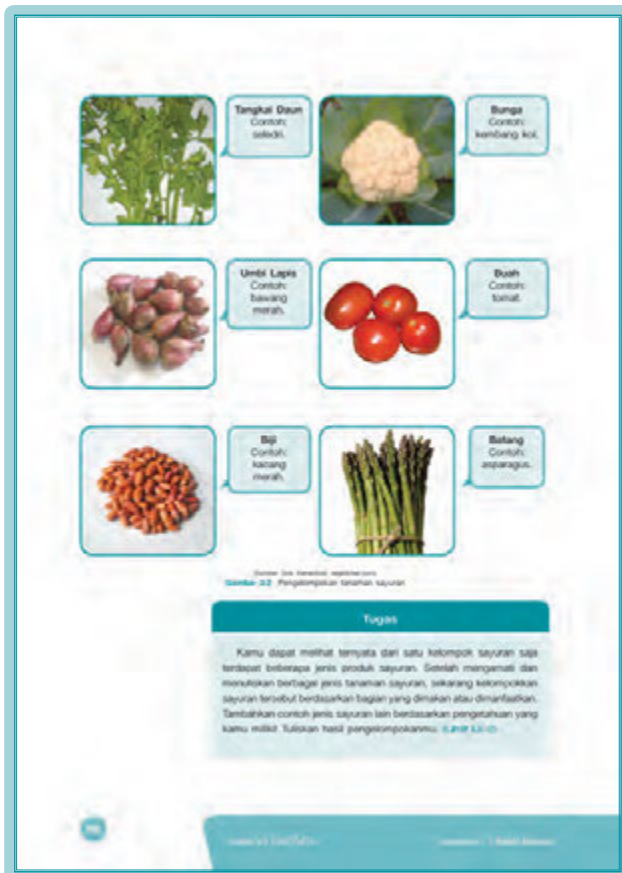 Tangkai Daun
Contoh:
seledri.
Bunga
Contoh:
kembang kol.
Umbi Lapis
Contoh:
bawang
merah.
Buah
Contoh:
tomat.
Biji
Contoh:
kacang
merah.
Batang
Contoh:
asparagus.
Gambar Pengelompokan tanaman sayuran
Tugas
Kamu dapat melihat ternyata dari satu kelompok sayuran saja
terdapat beberapa jenis produk sayuran. Setelah mengamati dan
menuliskan berbagai jenis tanaman sayuran, sekarang kelompokkan
sayuran tersebut berdasarkan bagian yang dimakan atau dimanfaatkan.
Tambahkan contoh jenis sayuran lain berdasarkan pengetahuan yang
kamu miliki! Tuliskan hasil pengelompokanmu.